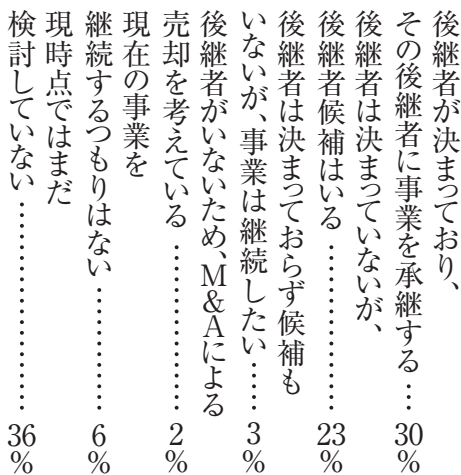 後継者が決まっており、
その後継者に事業を承継する … 30%
後継者は決まっていないが、
後継者候補はいる ……………… 23%
後継者は決まっておらず候補も
いないが、事業は継続したい …… 3%
後継者がいないため、M&Aによる
売却を考えている ……………… 2%
現在の事業を
継続するつもりはない ………… 6%
現時点ではまだ
検討していない ………………… 36%